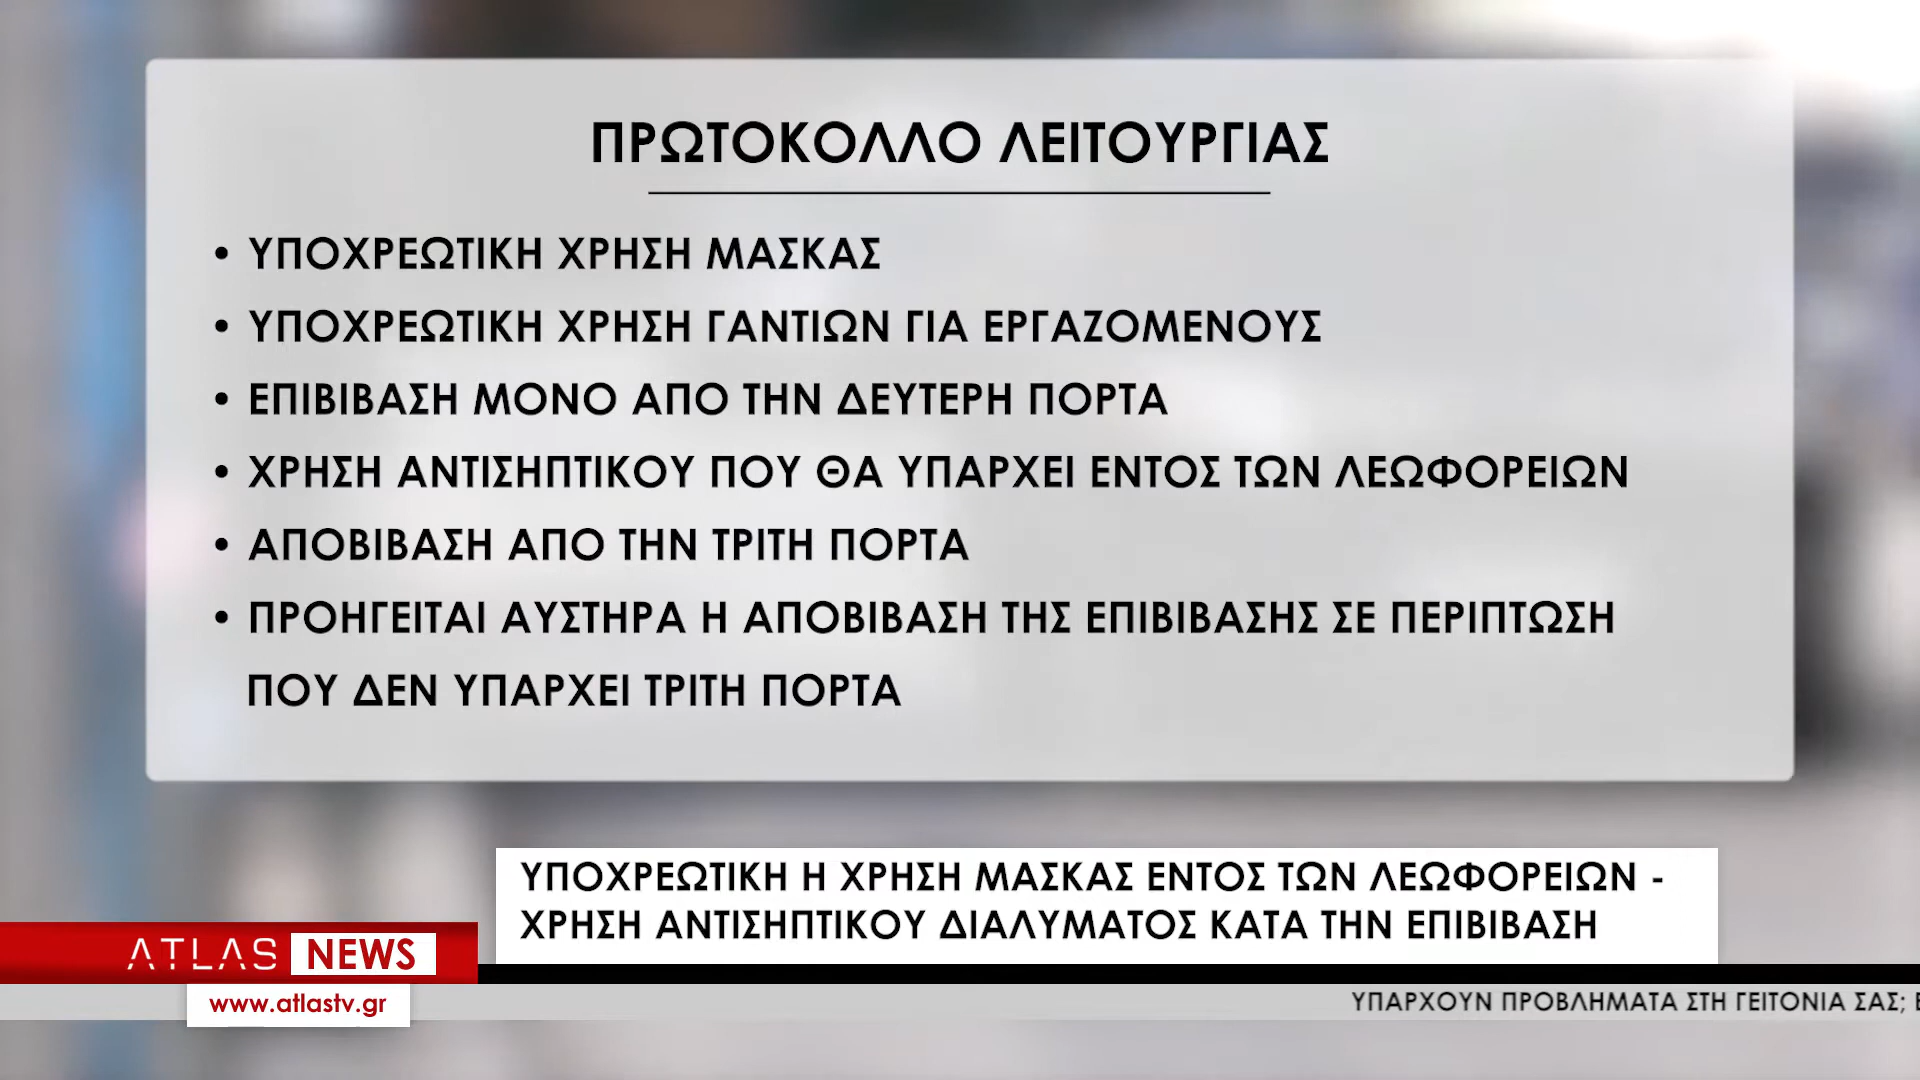 ΠΡΩΤΟΚΟΛΛΟ ΛΕΙΤΟΥΡΓΙΑΣ
• ΥΠΟΧΡΕΩΤΙΚΗ ΧΡΗΣΗ ΜΑΣΚΑΣ
• ΥΠΟΧΡΕΩΤΙΚΗ ΧΡΗΣΗ ΓΑΝΤΙΩΝ ΓΙΑ ΕΡΓΑΖΟΜΕΝΟΥΣ
• ΕΠΙΒΙΒΑΣΗ ΜΟΝΟ ΑΠΟ ΤΗΝ ΔΕΥΤΕΡΗ ΠΟΡΤΑ
• ΧΡΗΣΗ ΑΝΤΙΣΗΠΤΙΚΟΥ ΠΟΥ ΘΑ ΥΠΑΡΧΕΙ ΕΝΤΟΣ ΤΩΝ ΛΕΩΦΟΡΕΙΩΝ
• ΑΠΟΒΙΒΑΣΗ ΑΠΟ ΤΗΝ ΤΡΙΤΗ ΠΟΡΤΑ
• ΠΡΟΗΓΕΙΤΑΙ ΑΥΣΤΗΡΑ Η ΑΠΟΒΙΒΑΣΗ ΤΗΣ ΕΠΙΒΙΒΑΣΗΣ ΣΕ ΠΕΡΙΠΤΩΣΗ
ΠΟΥ ΔΕΝ ΥΠΑΡΧΕΙ ΤΡΙΤΗ ΠΟΡΤΑ
ΥΠΟΧΡΕΩΤΙΚΗ Η ΧΡΗΣΗ ΜΑΣΚΑΣ ΕΝΤΟΣ ΤΩΝ ΛΕΩΦΟΡΕΙΩΝ -
ΧΡΗΣΗ ΑΝΤΙΣΗΠΤΙΚΟΥ ΔΙΑΛΥΜΑΤΟΣ ΚΑΤΑ ΤΗΝ ΕΠΙΒΙΒΑΣΗ
ATLAS NEWS
www.atlastv.gr
ΥΠΑΡΧΟΥΝ ΠΡΟΒΛΗΜΑΤΑ ΣΤΗ ΓΕΙΤΟΝΙΑ ΣΑΣ;